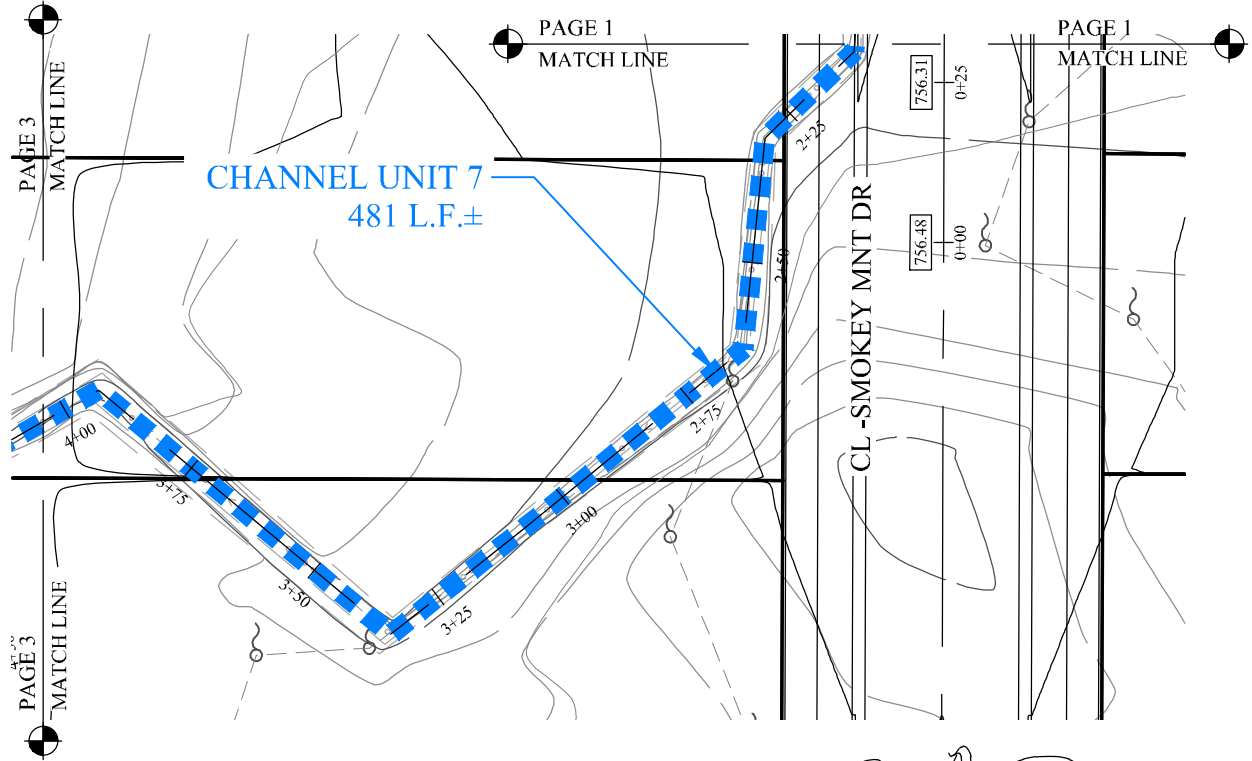 PAGE 1
MATCH LINE
PAGE 1
MATCH LINE
PAGE 3
MATCH LINE
CHANNEL UNIT 7
481 L.F.±
2+25
2+50
2+75
3+00
3+25
3+50
3+75
4+00
CL -SMOKEY MNT DR
756.31
0+25
756.48
0+00
PAGE 3
MATCH LINE